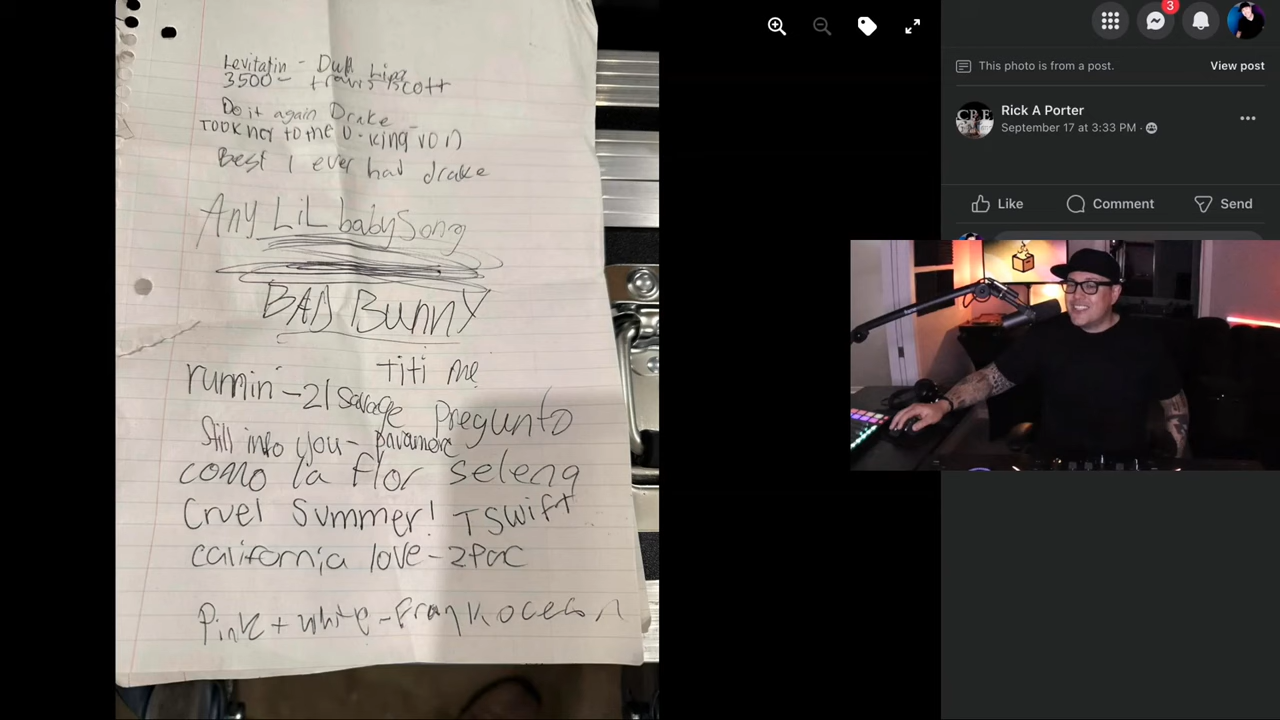 Levitatin - Dua Lipa
3500 - travis scott
Do it again Drake
TOOK her to the O - King von
Best I ever had drake
Any LiL baby Song
BAD Bunny
titi me
runnin - 21 savage
pregunto
Still into you - paramore
como la flor selena
Cruel Summer! T Swift
california love - 2Pac
Pink + white - Frank ocean
3
This photo is from a post.
View post
Rick A Porter
September 17 at 3:33 PM
Like
Comment
Send